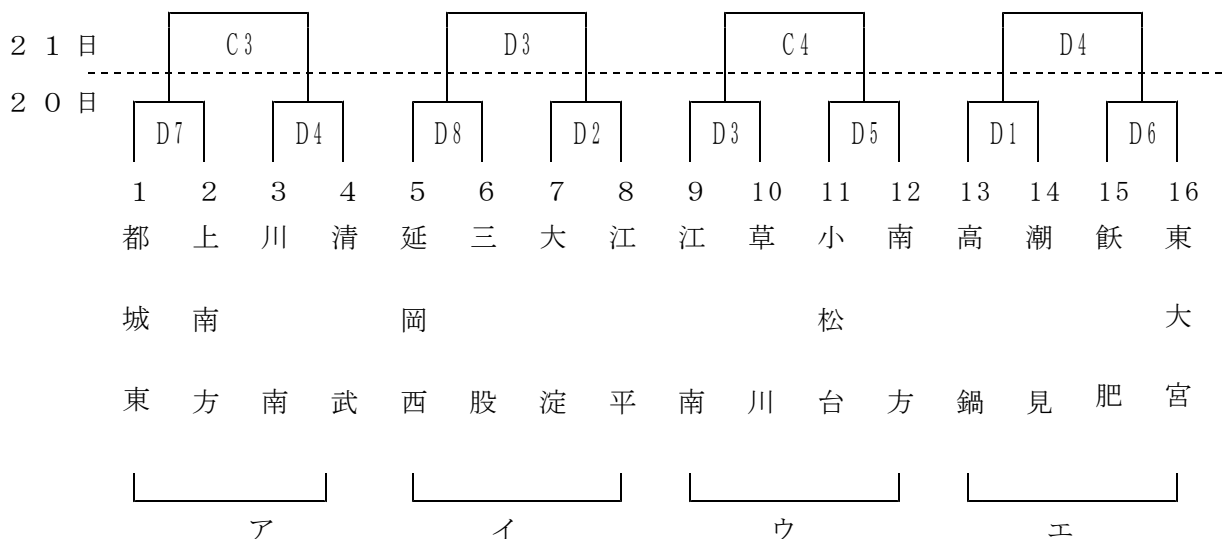 C3 D3 C4 D4
２１日
２０日
D7 D4 D8 D2 D3 D5 D1 D6
1 2 3 4 5 6 7 8 9 10 11 12 13 14 15 16
都城東
上南方
川南
清武
延岡西
三股
大淀
江平
江南
草川
小松台
南方
高鍋
潮見
飫肥
東大宮
ア イ ウ エ